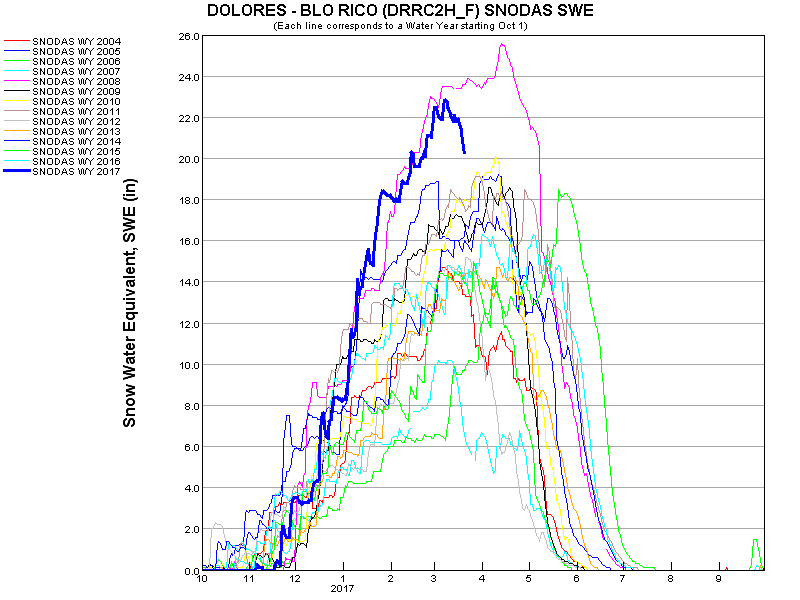 DOLORES - BLO RICO (DRRC2H_F) SNODAS SWE
(Each line corresponds to a Water Year starting Oct 1)
SNODAS WY 2004
SNODAS WY 2005
SNODAS WY 2006
SNODAS WY 2007
SNODAS WY 2008
SNODAS WY 2009
SNODAS WY 2010
SNODAS WY 2011
SNODAS WY 2012
SNODAS WY 2013
SNODAS WY 2014
SNODAS WY 2015
SNODAS WY 2016
SNODAS WY 2017
Snow Water Equivalent, SWE (in)
26.0
24.0
22.0
20.0
18.0
16.0
14.0
12.0
10.0
8.0
6.0
4.0
2.0
0.0
10 11 12 1 2 3 4 5 6 7 8 9
2017